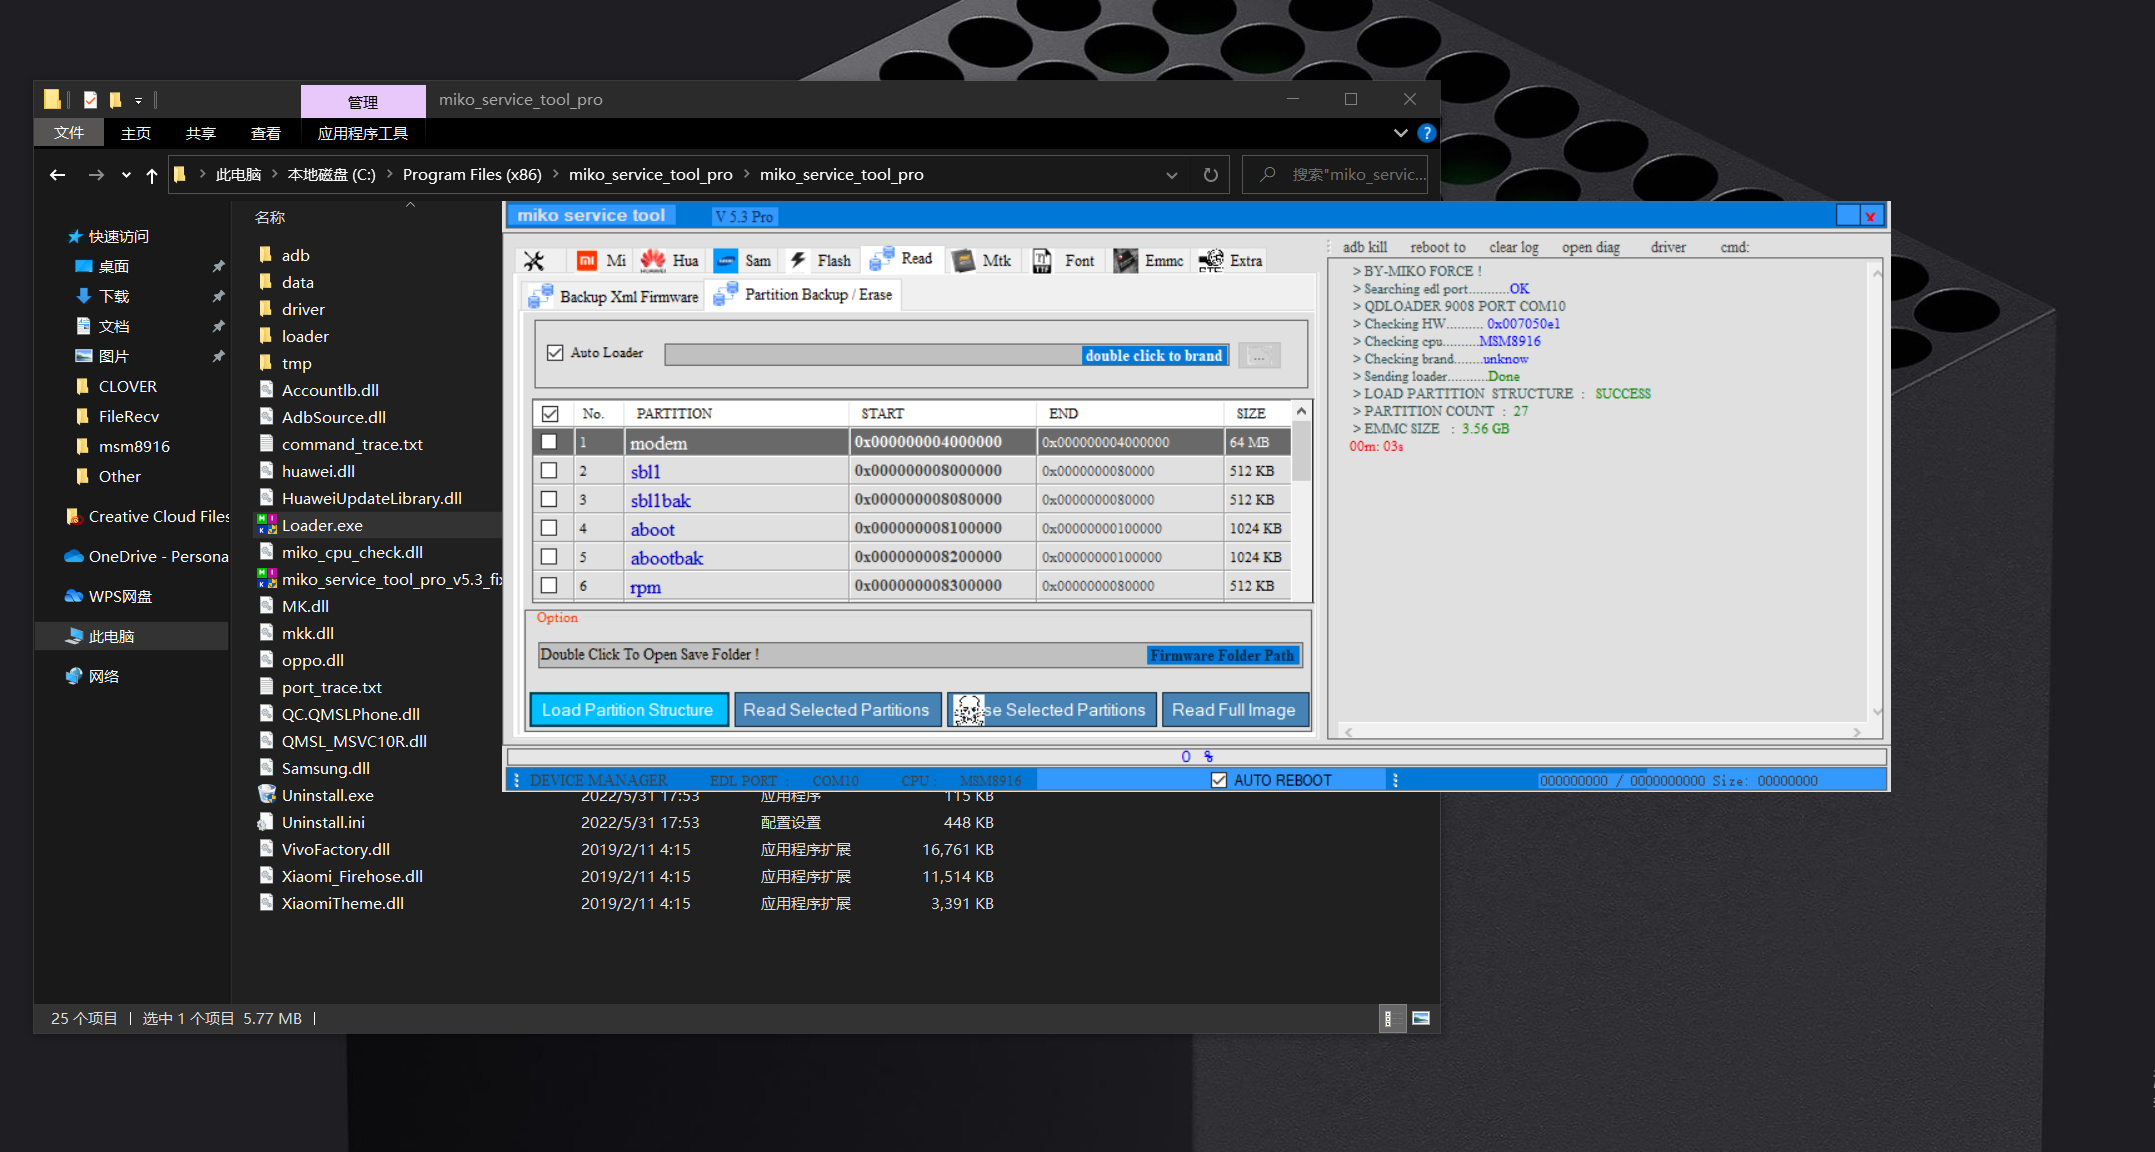 管理
miko_service_tool_pro
文件
主页
共享
查看
应用程序工具
此电脑 > 本地磁盘 (C:) > Program Files (x86) > miko_service_tool_pro > miko_service_tool_pro
搜索"miko_servic...
快速访问
桌面
下载
文档
图片
CLOVER
FileRecv
msm8916
Other
Creative Cloud Files
OneDrive - Persona
WPS网盘
此电脑
网络
名称
adb
data
driver
loader
tmp
Accountlb.dll
AdbSource.dll
command_trace.txt
huawei.dll
HuaweiUpdateLibrary.dll
Loader.exe
miko_cpu_check.dll
miko_service_tool_pro_v5.3_fix
MK.dll
mkk.dll
oppo.dll
port_trace.txt
QC.QMSLPhone.dll
QMSL_MSVC10R.dll
Samsung.dll
Uninstall.exe 2022/5/31 17:53 应用程序 115 KB
Uninstall.ini 2022/5/31 17:53 配置设置 448 KB
VivoFactory.dll 2019/2/11 4:15 应用程序扩展 16,761 KB
Xiaomi_Firehose.dll 2019/2/11 4:15 应用程序扩展 11,514 KB
XiaomiTheme.dll 2019/2/11 4:15 应用程序扩展 3,391 KB
25 个项目 选中 1 个项目 5.77 MB
miko service tool V 5.3 Pro
x
Mi Hua Sam Flash Read Mtk Font Emmc Extra
Backup Xml Firmware Partition Backup / Erase
Auto Loader double click to brand ...
No. PARTITION START END SIZE
1 modem 0x000000004000000 0x000000004000000 64 MB
2 sbl1 0x000000008000000 0x0000000080000 512 KB
3 sbl1bak 0x000000008080000 0x0000000080000 512 KB
4 aboot 0x000000008100000 0x00000000100000 1024 KB
5 abootbak 0x000000008200000 0x00000000100000 1024 KB
6 rpm 0x000000008300000 0x0000000080000 512 KB
Option
Double Click To Open Save Folder ! Firmware Folder Path
Load Partition Structure Read Selected Partitions se Selected Partitions Read Full Image
adb kill reboot to clear log open diag driver cmd:
> BY-MIKO FORCE !
> Searching edl port..........OK
> QDLOADER 9008 PORT COM10
> Checking HW.......... 0x007050e1
> Checking cpu..........MSM8916
> Checking brand........unknow
> Sending loader...........Done
> LOAD PARTITION STRUCTURE : SUCCESS
> PARTITION COUNT : 27
> EMMC SIZE : 3.56 GB
00m: 03s
0 %
DEVICE MANAGER EDL PORT : COM10 CPU : MSM8916 AUTO REBOOT 000000000 / 0000000000 Size: 00000000